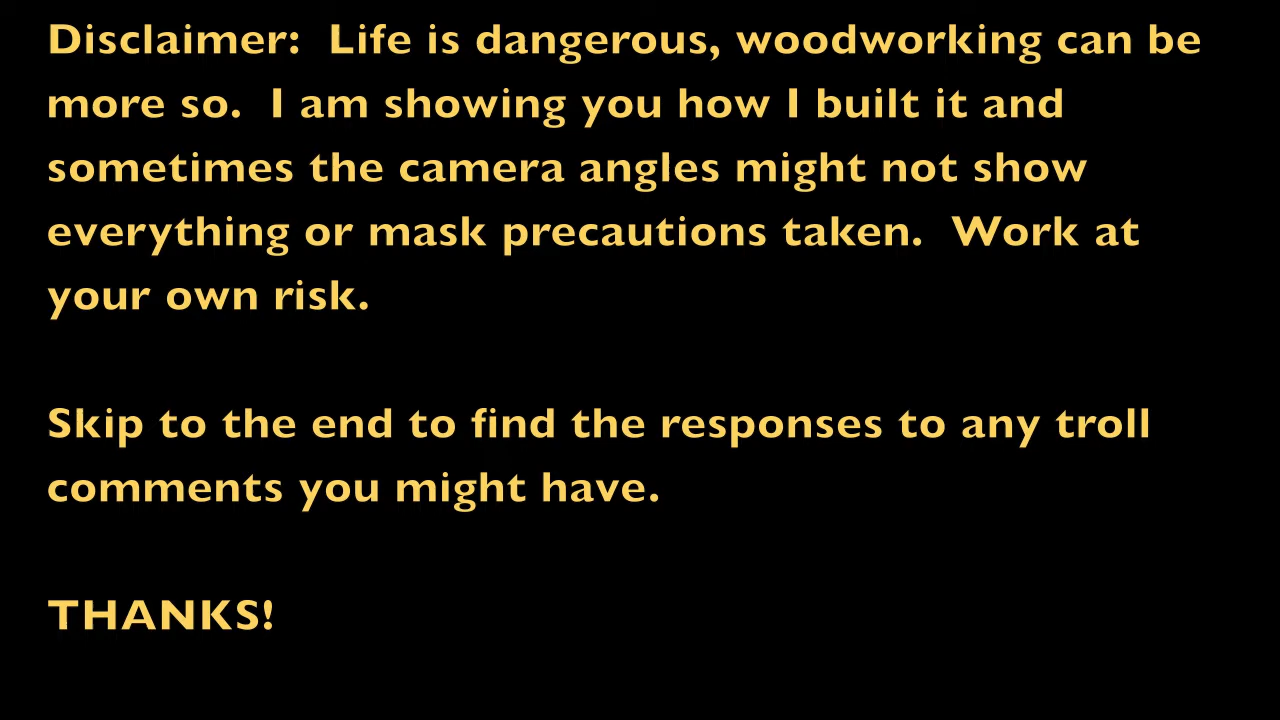 Disclaimer:  Life is dangerous, woodworking can be
more so.  I am showing you how I built it and
sometimes the camera angles might not show
everything or mask precautions taken.  Work at
your own risk.
Skip to the end to find the responses to any troll
comments you might have.
THANKS!